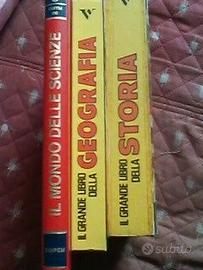 IL MONDO DELLE SCIENZE
IL GRANDE LIBRO
DELLA
GEOGRAFIA
IL GRANDE LIBRO
DELLA
STORIA
subito